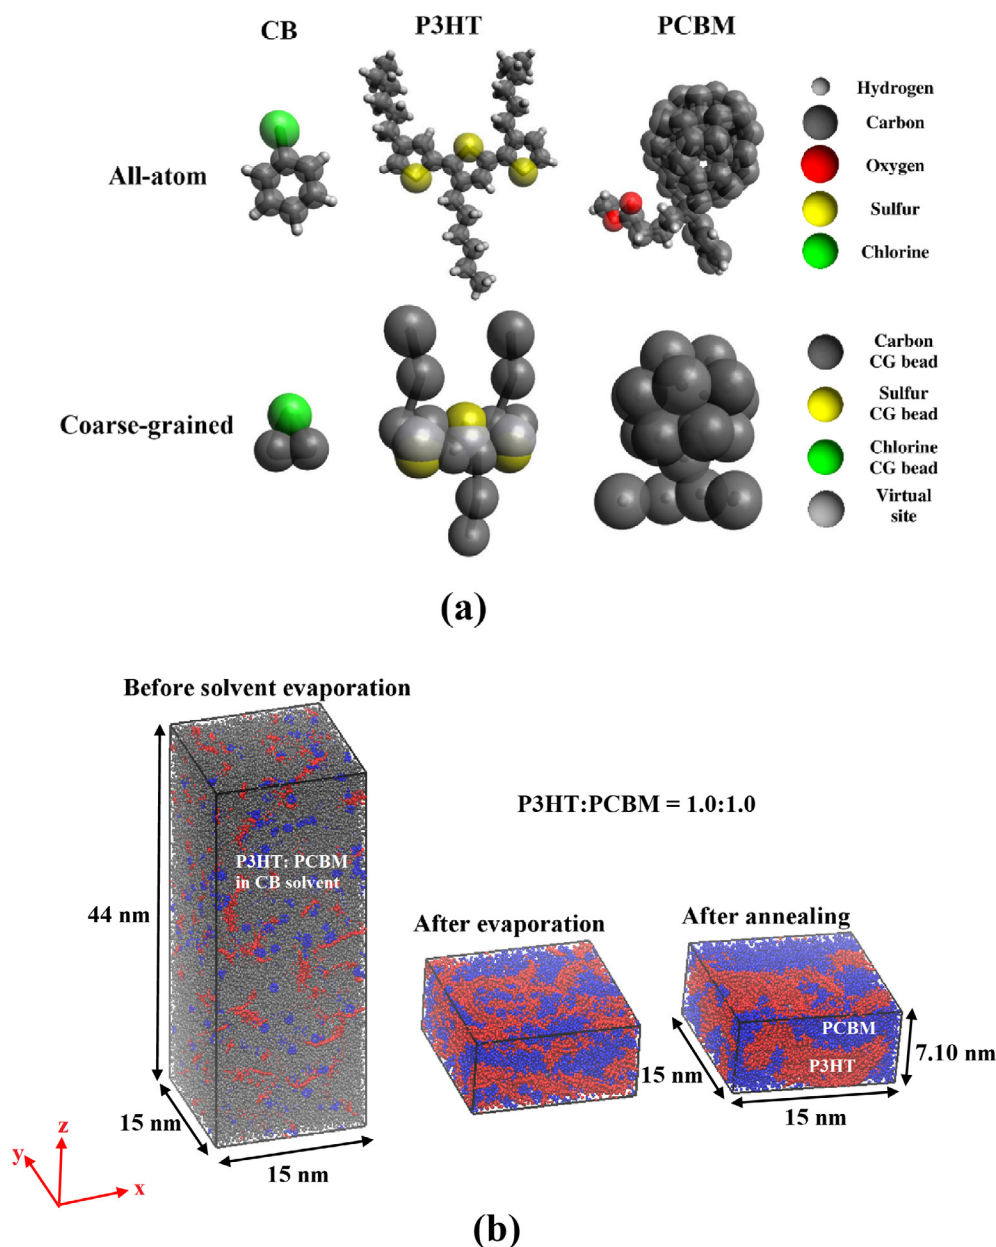 CB
P3HT
PCBM
All-atom
Hydrogen
Carbon
Oxygen
Sulfur
Chlorine
Coarse-grained
Carbon
CG bead
Sulfur
CG bead
Chlorine
CG bead
Virtual
site
(a)
Before solvent evaporation
P3HT:PCBM = 1.0:1.0
P3HT: PCBM
in CB solvent
44 nm
15 nm
15 nm
After evaporation
After annealing
PCBM
P3HT
7.10 nm
15 nm
15 nm
z
y
x
(b)